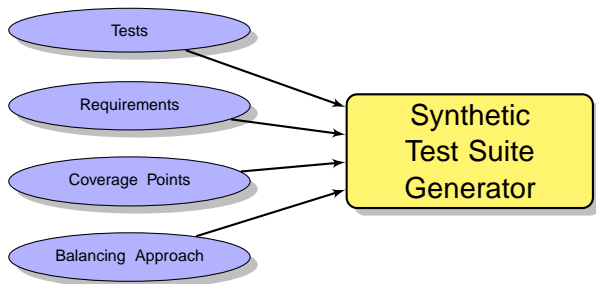 Tests
Requirements
Coverage Points
Balancing Approach
Synthetic
Test Suite
Generator